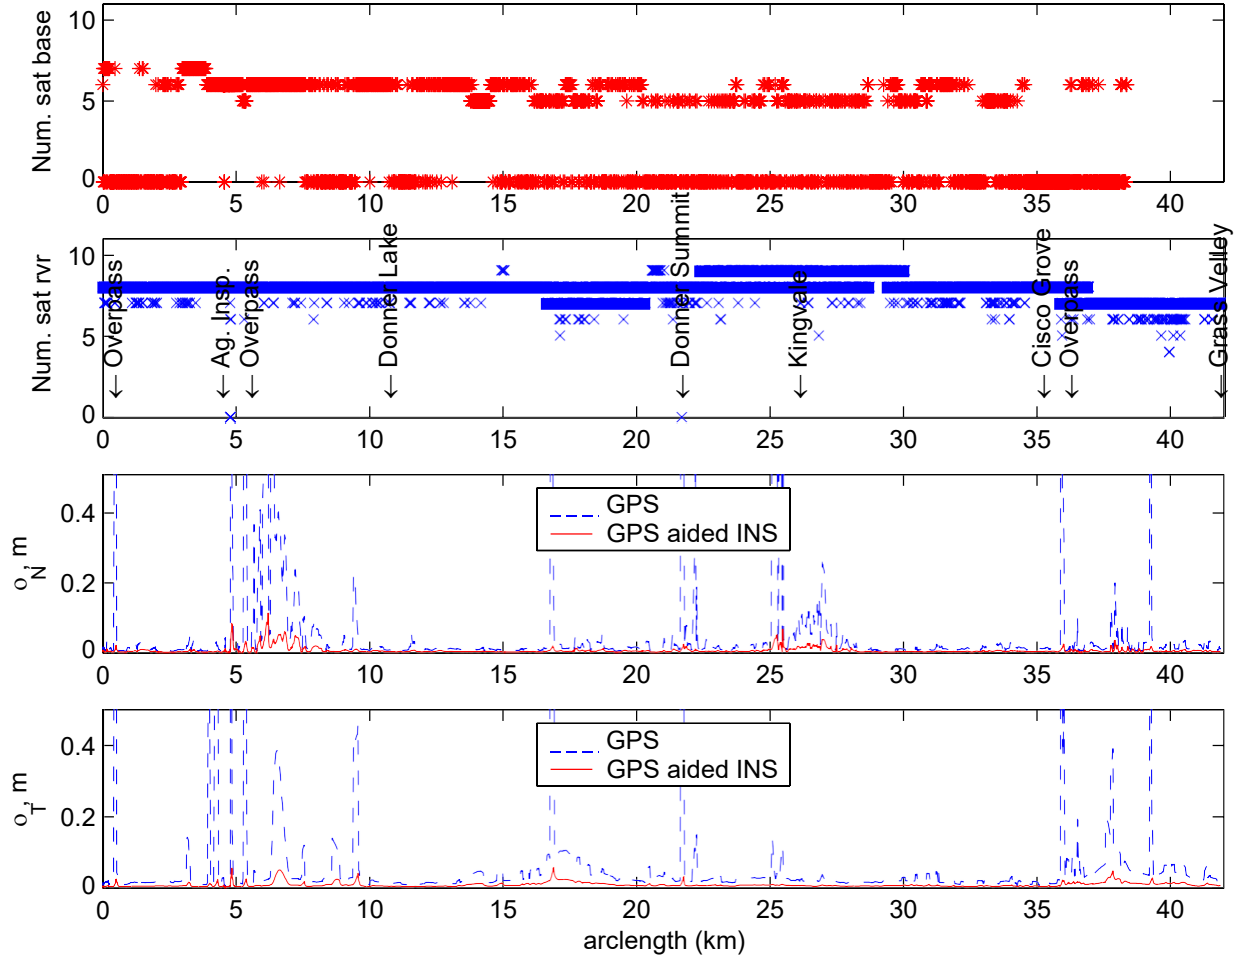 Num. sat base
10
5
0
0 5 10 15 20 25 30 35 40
Num. sat rvr
10
5
0
← Overpass
← Ag. Insp.
← Overpass
← Donner Lake
← Donner Summit
← Kingvale
← Cisco Grove
← Overpass
← Grass Velley
0 5 10 15 20 25 30 35 40
σN, m
0.4
0.2
0
GPS
GPS aided INS
0 5 10 15 20 25 30 35 40
σT, m
0.4
0.2
0
GPS
GPS aided INS
0 5 10 15 20 25 30 35 40
arclength (km)